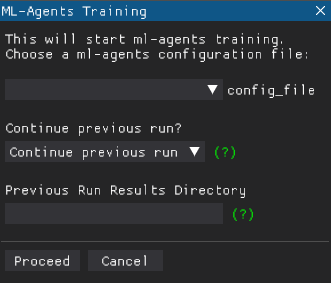 ML-Agents Training
This will start ml-agents training.
Choose a ml-agents configuration file:
config_file
Continue previous run?
Continue previous run (?)
Previous Run Results Directory
(?)
Proceed Cancel